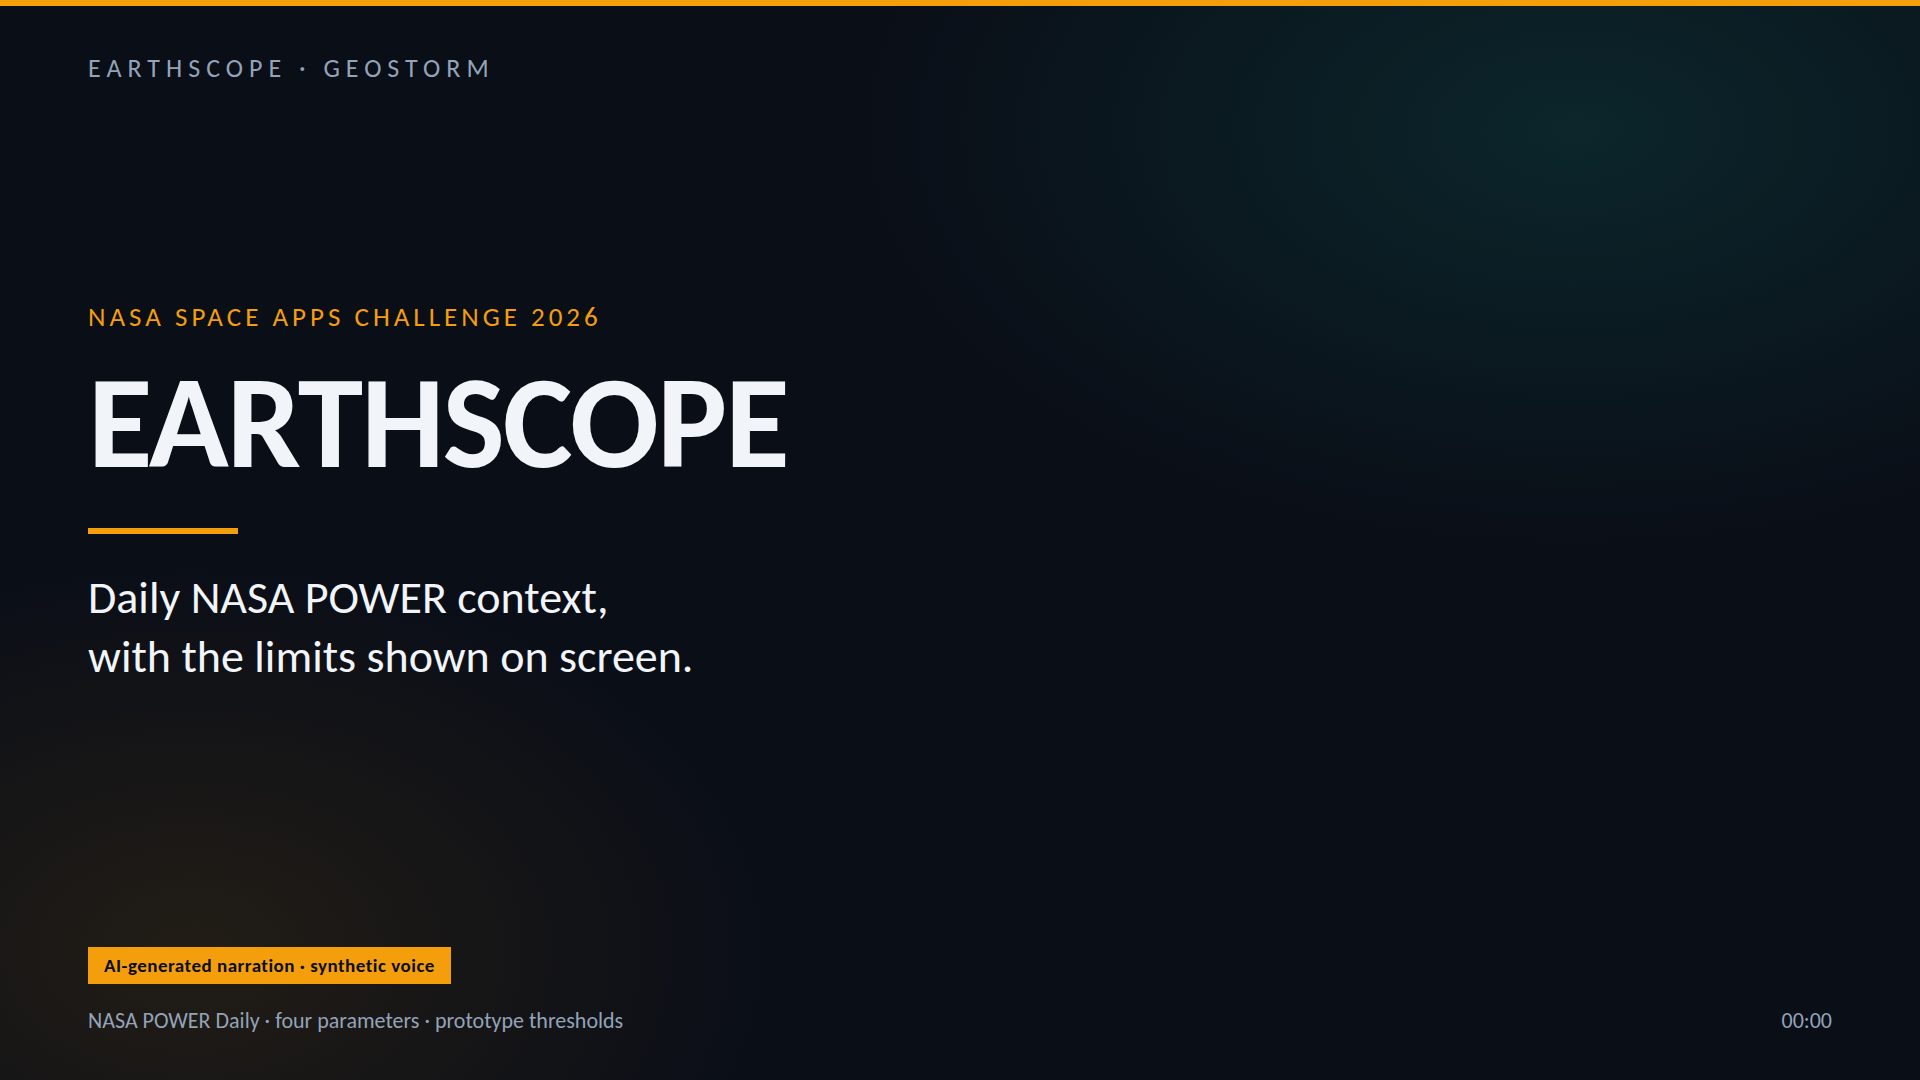 EARTHSCOPE · GEOSTORM
NASA SPACE APPS CHALLENGE 2026
EARTHSCOPE
Daily NASA POWER context,
with the limits shown on screen.
AI-generated narration · synthetic voice
NASA POWER Daily · four parameters · prototype thresholds
00:00